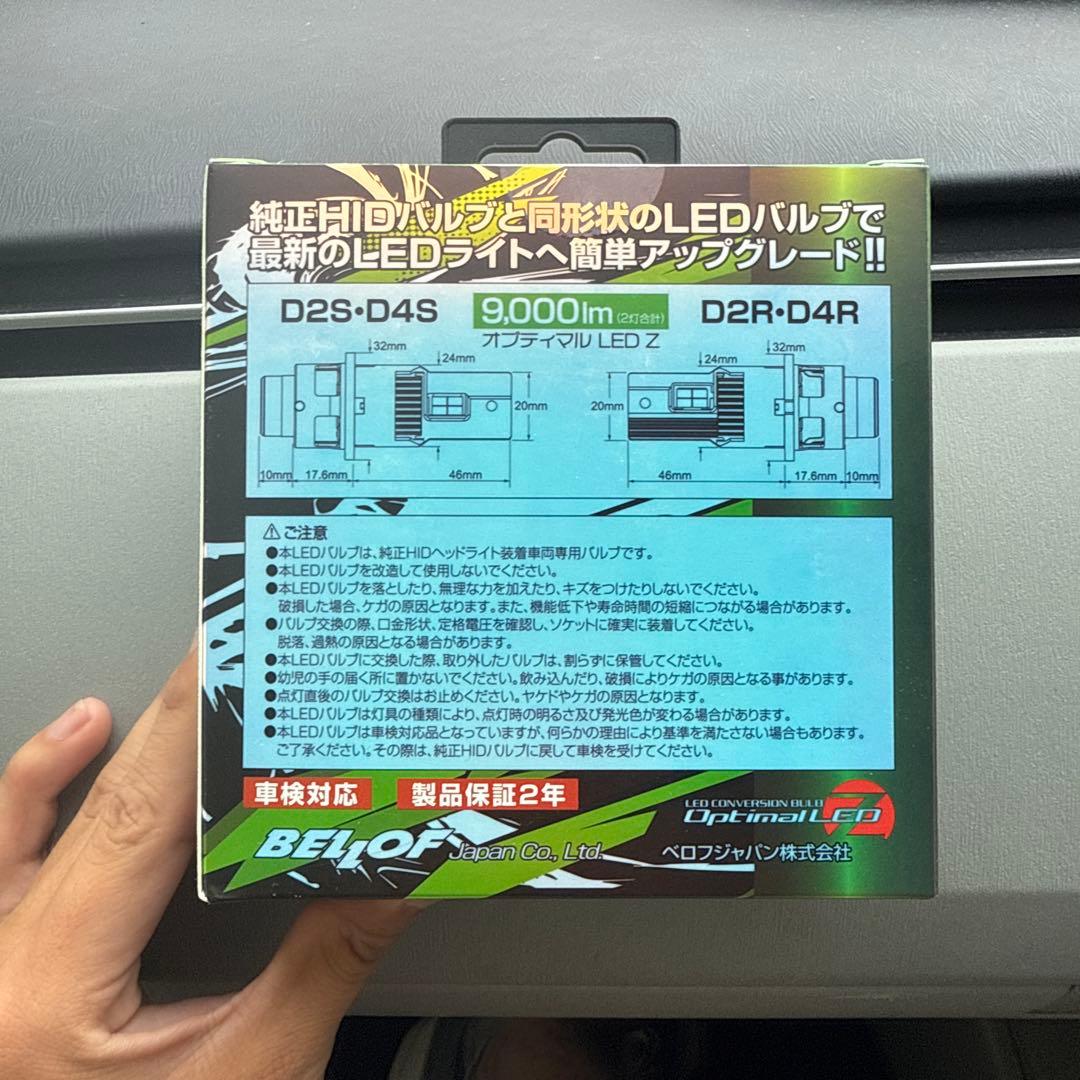 純正HIDバルブと同形状のLEDバルブで
最新のLEDライトへ簡単アップグレード!!
D2S・D4S 9,000lm(2灯合計) D2R・D4R
オプティマル LED Z
32mm 24mm 24mm 32mm
20mm 20mm
10mm 17.6mm 46mm 46mm 17.6mm 10mm
⚠ご注意
●本LEDバルブは、純正HIDヘッドライト装着車両専用バルブです。
●本LEDバルブを改造して使用しないでください。
●本LEDバルブを落としたり、無理な力を加えたり、キズをつけたりしないでください。
破損した場合、ケガの原因となります。また、機能低下や寿命時間の短縮につながる場合があります。
●バルブ交換の際、口金形状、定格電圧を確認し、ソケットに確実に装着してください。
脱落、過熱の原因となる場合があります。
●本LEDバルブに交換した際、取り外したバルブは、割らずに保管してください。
●幼児の手の届く所に置かないでください。飲み込んだり、破損によりケガの原因となる事があります。
●点灯直後のバルブ交換はお止めください。ヤケドやケガの原因となります。
●本LEDバルブは灯具の種類により、点灯時の明るさ及び発光色が変わる場合があります。
●本LEDバルブは車検対応品となっていますが、何らかの理由により基準を満たさない場合もあります。
ご了承ください。その際は、純正HIDバルブに戻して車検を受けてください。
車検対応 製品保証2年
LED CONVERSION BULB
Optimal LED Z
BELLOF Japan Co., Ltd. ベロフジャパン株式会社